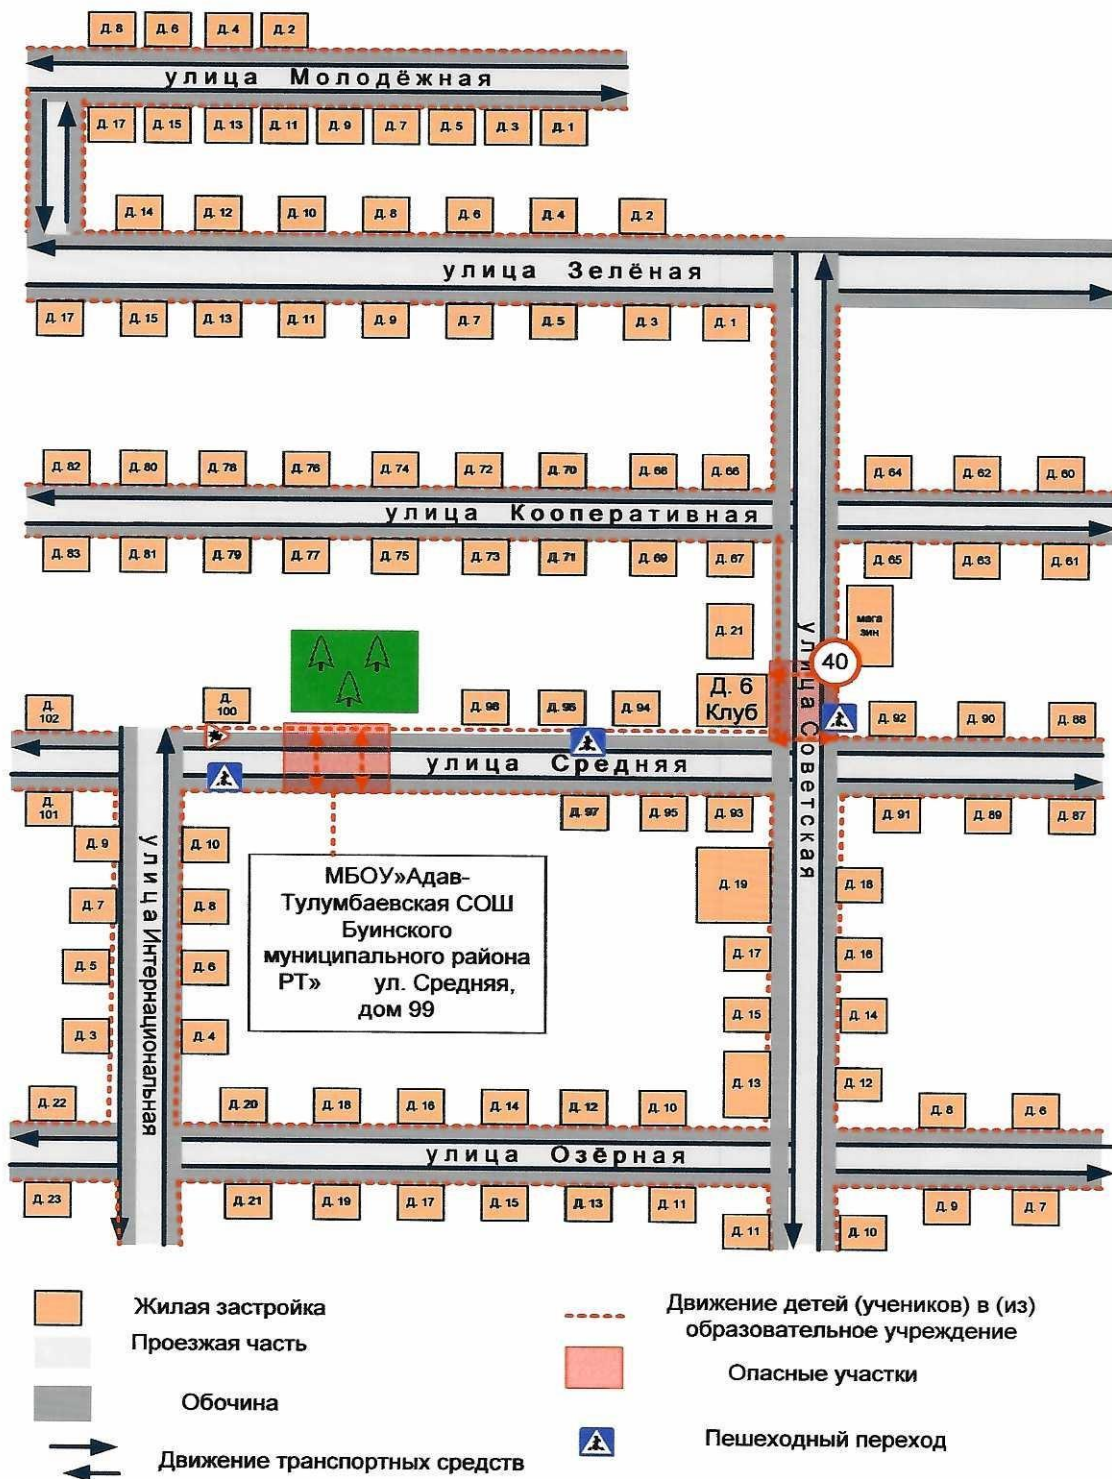 Д. 8 Д. 6 Д. 4 Д. 2
улица Молодёжная
Д. 17 Д. 15 Д. 13 Д. 11 Д. 9 Д. 7 Д. 5 Д. 3 Д. 1
Д. 14 Д. 12 Д. 10 Д. 8 Д. 6 Д. 4 Д. 2
улица Зелёная
Д. 17 Д. 15 Д. 13 Д. 11 Д. 9 Д. 7 Д. 5 Д. 3 Д. 1
Д. 82 Д. 80 Д. 78 Д. 76 Д. 74 Д. 72 Д. 70 Д. 68 Д. 66 Д. 64 Д. 62 Д. 60
улица Кооперативная
Д. 83 Д. 81 Д. 79 Д. 77 Д. 75 Д. 73 Д. 71 Д. 69 Д. 67 Д. 65 Д. 63 Д. 61
Д. 21
мага
зин
40
улица Советская
Д. 6
Клуб
Д.
102
Д.
100
Д. 98 Д. 96 Д. 94 Д. 92 Д. 90 Д. 88
улица Средняя
Д.
101
Д. 97 Д. 95 Д. 93 Д. 91 Д. 89 Д. 87
улица Интернациональная
Д. 9 Д. 10
Д. 7 Д. 8
Д. 5 Д. 6
Д. 3 Д. 4
МБОУ»Адав-
Тулумбаевская СОШ
Буинского
муниципального района
РТ» ул. Средняя,
дом 99
Д. 19 Д. 18
Д. 17 Д. 16
Д. 15 Д. 14
Д. 13 Д. 12
Д. 22 Д. 20 Д. 18 Д. 16 Д. 14 Д. 12 Д. 10 Д. 8 Д. 6
улица Озёрная
Д. 23 Д. 21 Д. 19 Д. 17 Д. 15 Д. 13 Д. 11 Д. 9 Д. 7
Д. 11 Д. 10
Жилая застройка
Проезжая часть
Обочина
Движение транспортных средств
Движение детей (учеников) в (из)
образовательное учреждение
Опасные участки
Пешеходный переход